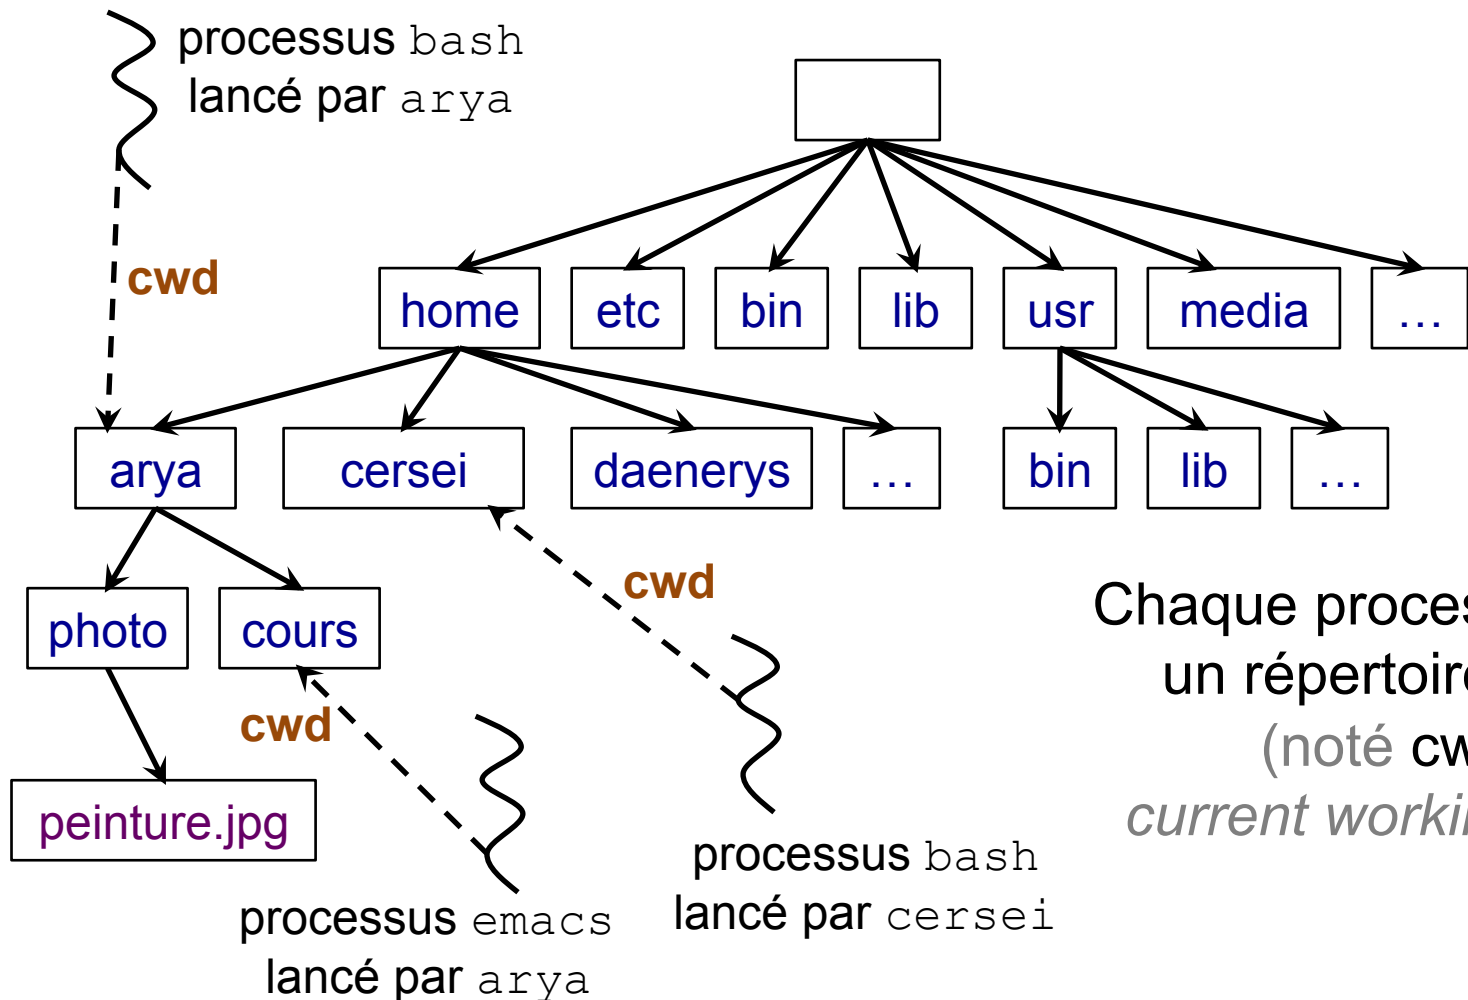 processus bash
lancé par arya
cwd
home
etc
bin
lib
usr
media
…
arya
cersei
daenerys
…
bin
lib
…
cwd
photo
cours
Chaque proces
un répertoire
(noté cw
current workin
cwd
peinture.jpg
processus bash
lancé par cersei
processus emacs
lancé par arya